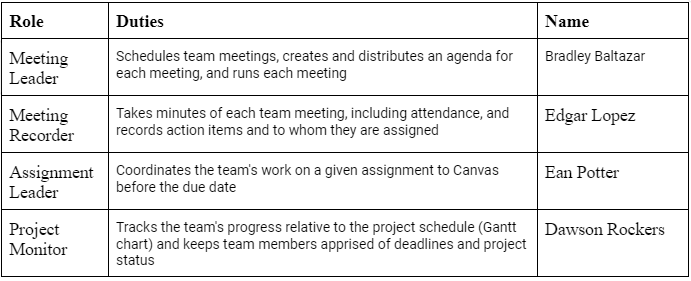 Role Duties Name
Meeting Leader Schedules team meetings, creates and distributes an agenda for each meeting, and runs each meeting Bradley Baltazar
Meeting Recorder Takes minutes of each team meeting, including attendance, and records action items and to whom they are assigned Edgar Lopez
Assignment Leader Coordinates the team's work on a given assignment to Canvas before the due date Ean Potter
Project Monitor Tracks the team's progress relative to the project schedule (Gantt chart) and keeps team members apprised of deadlines and project status Dawson Rockers